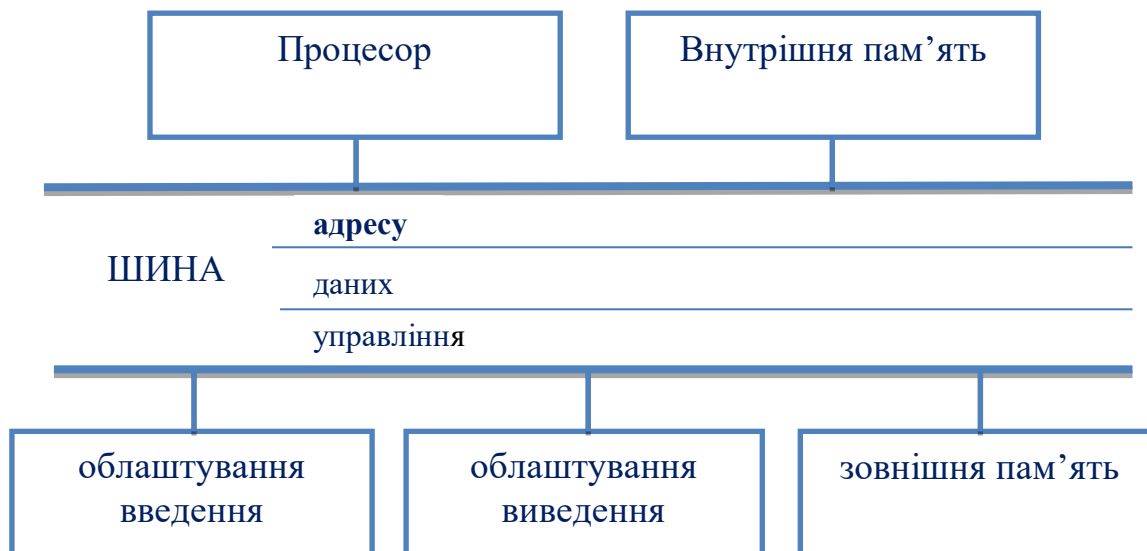 Процесор
Внутрішня пам’ять
адресу
ШИНА
даних
управління
облаштування
введення
облаштування
виведення
зовнішня пам’ять